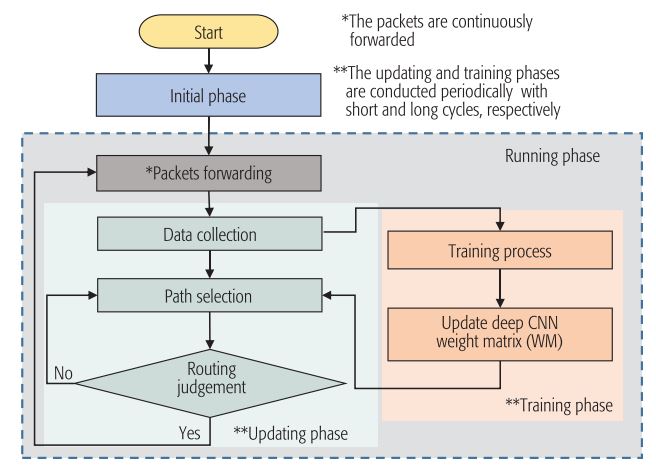 Start
*The packets are continuously
forwarded
Initial phase
**The updating and training phases
are conducted periodically with
short and long cycles, respectively
Running phase
*Packets forwarding
Data collection
Training process
Path selection
Update deep CNN
weight matrix (WM)
Routing
judgement
No
Yes
**Updating phase
**Training phase